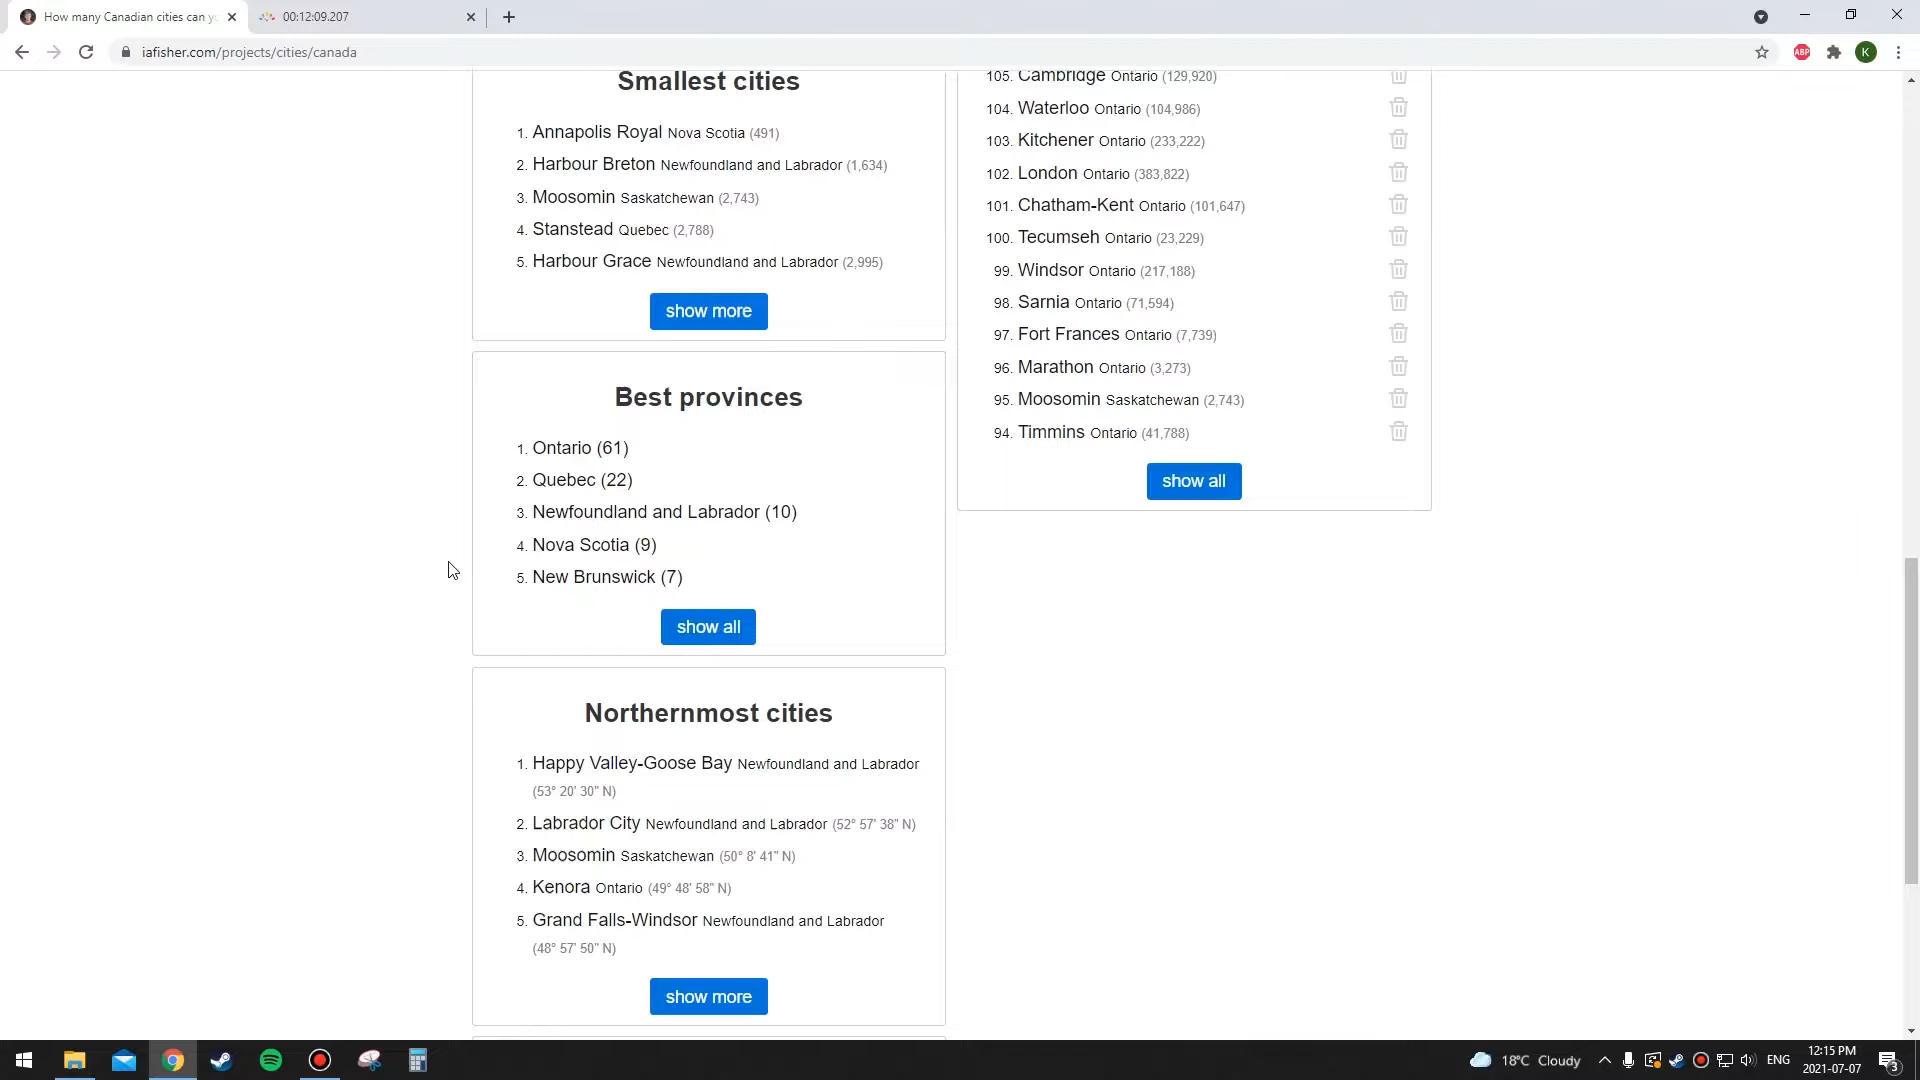 How many Canadian cities can y
00:12:09.207
iafisher.com/projects/cities/canada
ABP
K
Smallest cities
1. Annapolis Royal Nova Scotia (491)
2. Harbour Breton Newfoundland and Labrador (1,634)
3. Moosomin Saskatchewan (2,743)
4. Stanstead Quebec (2,788)
5. Harbour Grace Newfoundland and Labrador (2,995)
show more
Best provinces
1. Ontario (61)
2. Quebec (22)
3. Newfoundland and Labrador (10)
4. Nova Scotia (9)
5. New Brunswick (7)
show all
Northernmost cities
1. Happy Valley-Goose Bay Newfoundland and Labrador
(53° 20' 30" N)
2. Labrador City Newfoundland and Labrador (52° 57' 38" N)
3. Moosomin Saskatchewan (50° 8' 41" N)
4. Kenora Ontario (49° 48' 58" N)
5. Grand Falls-Windsor Newfoundland and Labrador
(48° 57' 50" N)
show more
105. Cambridge Ontario (129,920)
104. Waterloo Ontario (104,986)
103. Kitchener Ontario (233,222)
102. London Ontario (383,822)
101. Chatham-Kent Ontario (101,647)
100. Tecumseh Ontario (23,229)
99. Windsor Ontario (217,188)
98. Sarnia Ontario (71,594)
97. Fort Frances Ontario (7,739)
96. Marathon Ontario (3,273)
95. Moosomin Saskatchewan (2,743)
94. Timmins Ontario (41,788)
show all
18°C Cloudy
ENG
12:15 PM
2021-07-07
3